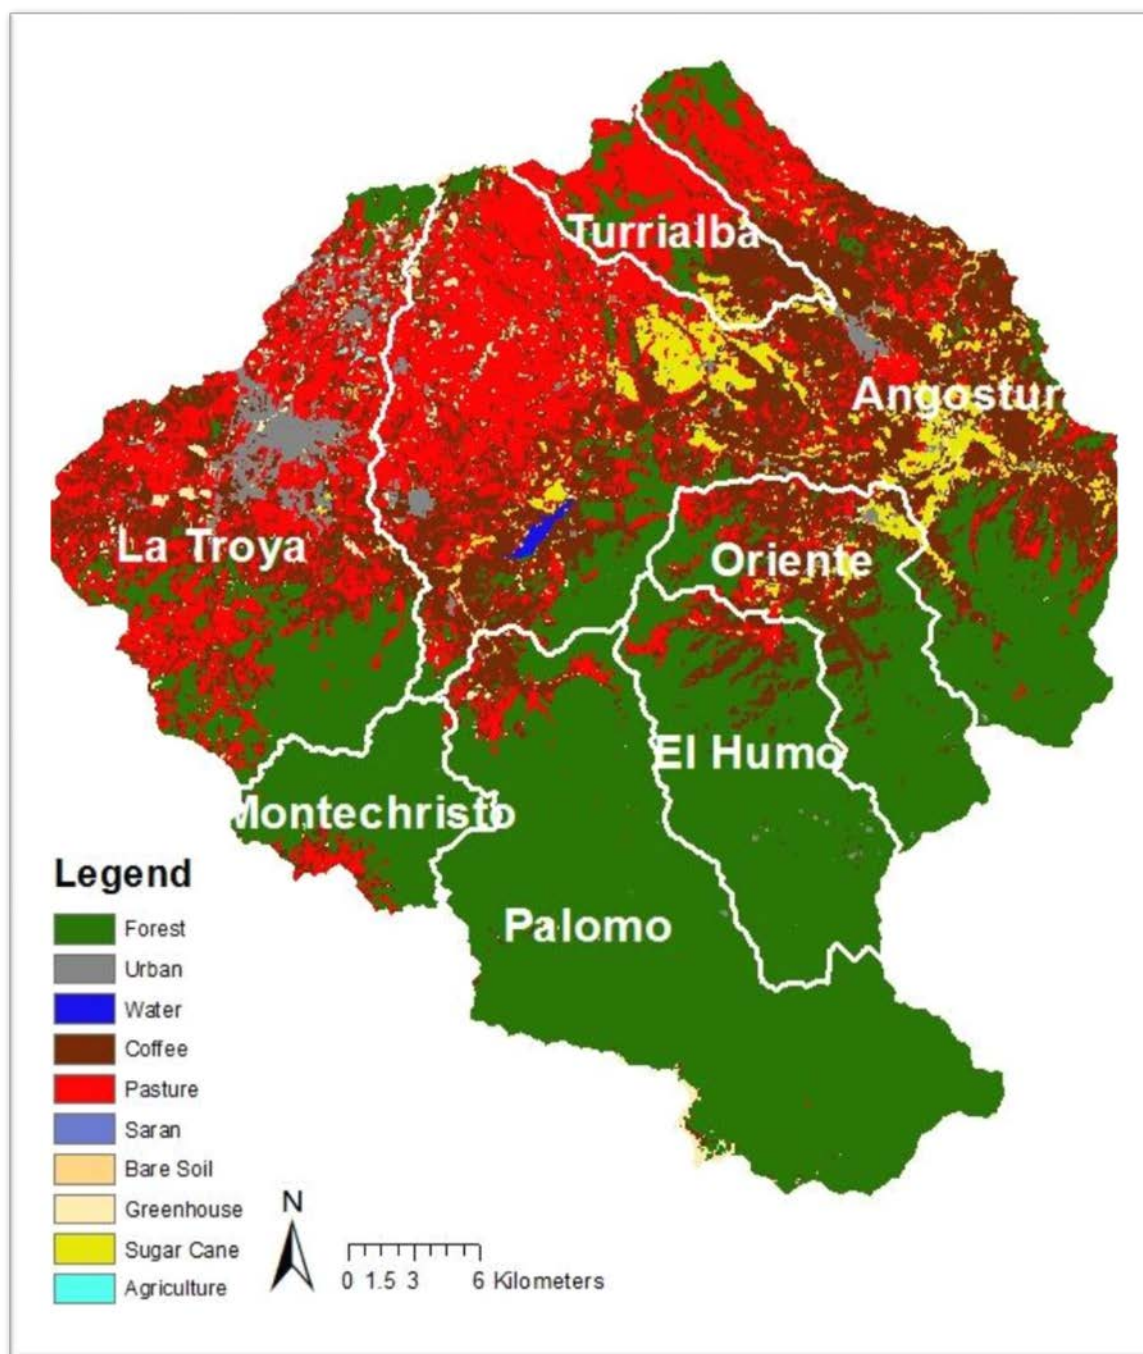 Turrialba
Angostura
La Troya
Oriente
El Humo
Montechristo
Palomo
Legend
Forest
Urban
Water
Coffee
Pasture
Saran
Bare Soil
Greenhouse
Sugar Cane
Agriculture
N
0 1.5 3 6 Kilometers